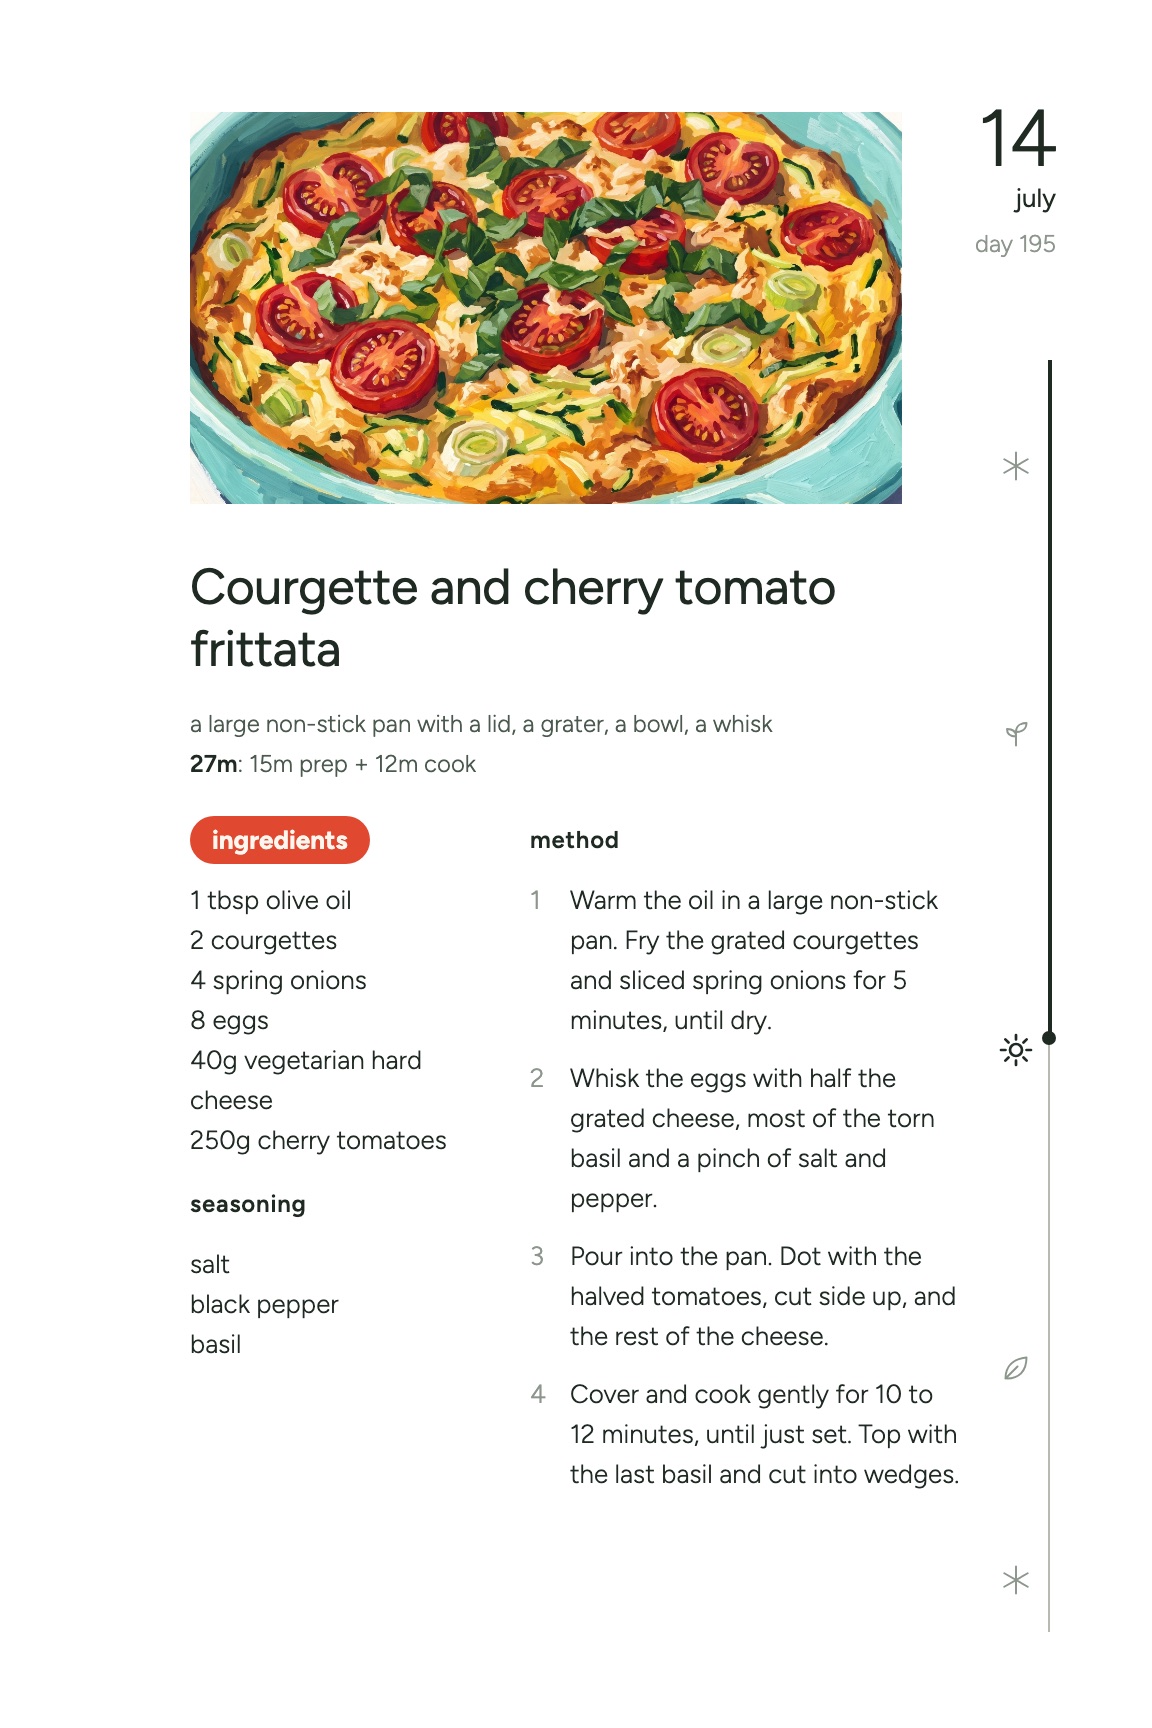 14
july
day 195
Courgette and cherry tomato
frittata
a large non-stick pan with a lid, a grater, a bowl, a whisk
27m: 15m prep + 12m cook
ingredients
1 tbsp olive oil
2 courgettes
4 spring onions
8 eggs
40g vegetarian hard
cheese
250g cherry tomatoes
seasoning
salt
black pepper
basil
method
1 Warm the oil in a large non-stick
pan. Fry the grated courgettes
and sliced spring onions for 5
minutes, until dry.
2 Whisk the eggs with half the
grated cheese, most of the torn
basil and a pinch of salt and
pepper.
3 Pour into the pan. Dot with the
halved tomatoes, cut side up, and
the rest of the cheese.
4 Cover and cook gently for 10 to
12 minutes, until just set. Top with
the last basil and cut into wedges.